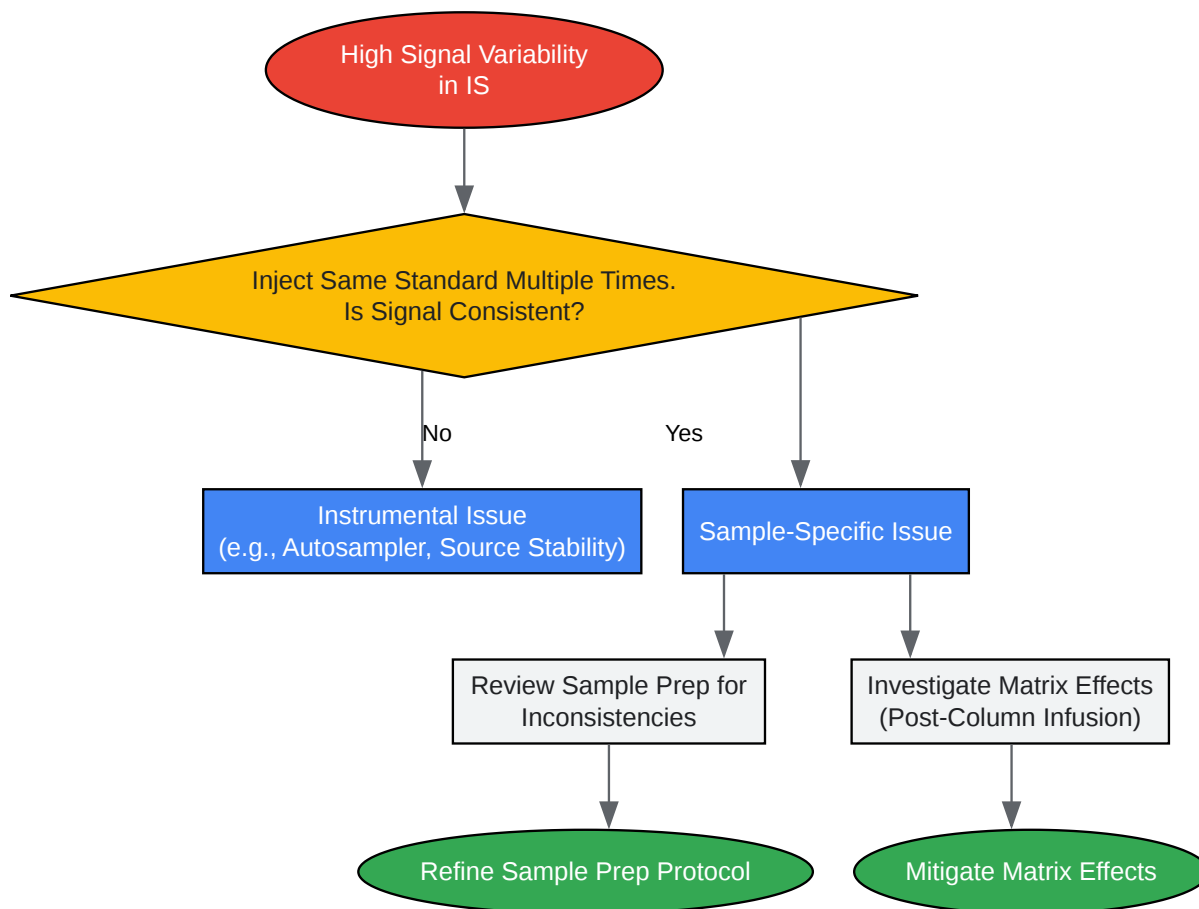 High Signal Variability
in IS
Inject Same Standard Multiple Times.
Is Signal Consistent?
No
Yes
Instrumental Issue
(e.g., Autosampler, Source Stability)
Sample-Specific Issue
Review Sample Prep for
Inconsistencies
Investigate Matrix Effects
(Post-Column Infusion)
Refine Sample Prep Protocol
Mitigate Matrix Effects